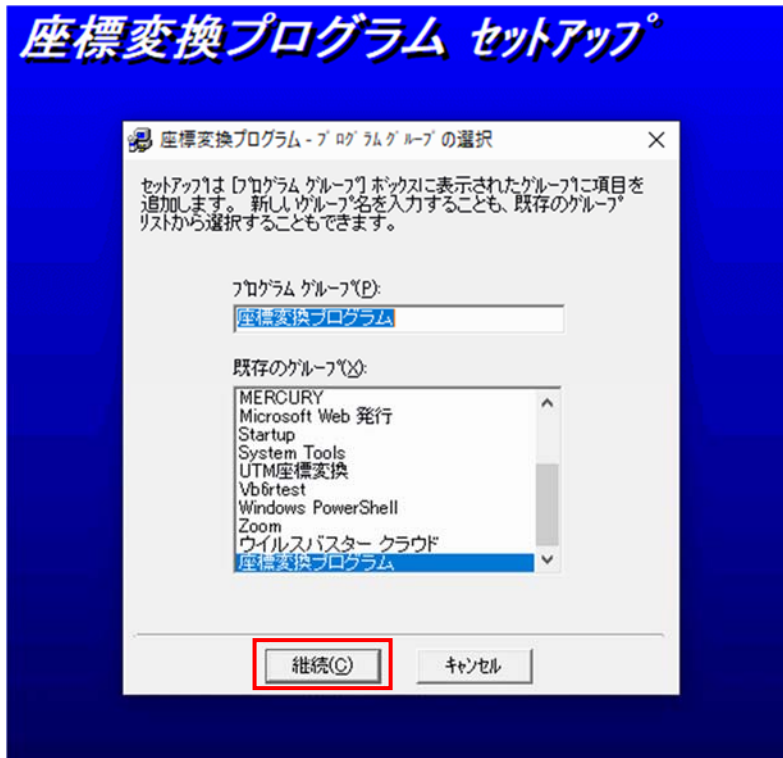 座標変換プログラム ｾｯﾄｱｯﾌﾟ
座標変換プログラム - ﾌﾟﾛｸﾞﾗﾑ ｸﾞﾙｰﾌﾟの選択
ｾｯﾄｱｯﾌﾟは [ﾌﾟﾛｸﾞﾗﾑ ｸﾞﾙｰﾌﾟ] ﾎﾞｯｸｽに表示されたｸﾞﾙｰﾌﾟに項目を
追加します。 新しいｸﾞﾙｰﾌﾟ名を入力することも、既存のｸﾞﾙｰﾌﾟ
ﾘｽﾄから選択することもできます。
ﾌﾟﾛｸﾞﾗﾑ ｸﾞﾙｰﾌﾟ(P):
座標変換プログラム
既存のｸﾞﾙｰﾌﾟ(X):
MERCURY
Microsoft Web 発行
Startup
System Tools
UTM座標変換
Vb6rtest
Windows PowerShell
Zoom
ウイルスバスター クラウド
座標変換プログラム
継続(C)
ｷｬﾝｾﾙ